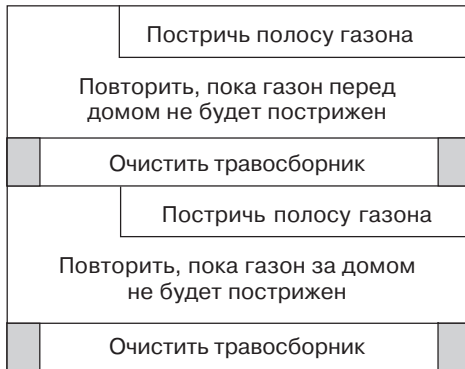 Постричь полосу газона
Повторить, пока газон перед
домом не будет пострижен
Очистить травосборник
Постричь полосу газона
Повторить, пока газон за домом
не будет пострижен
Очистить травосборник